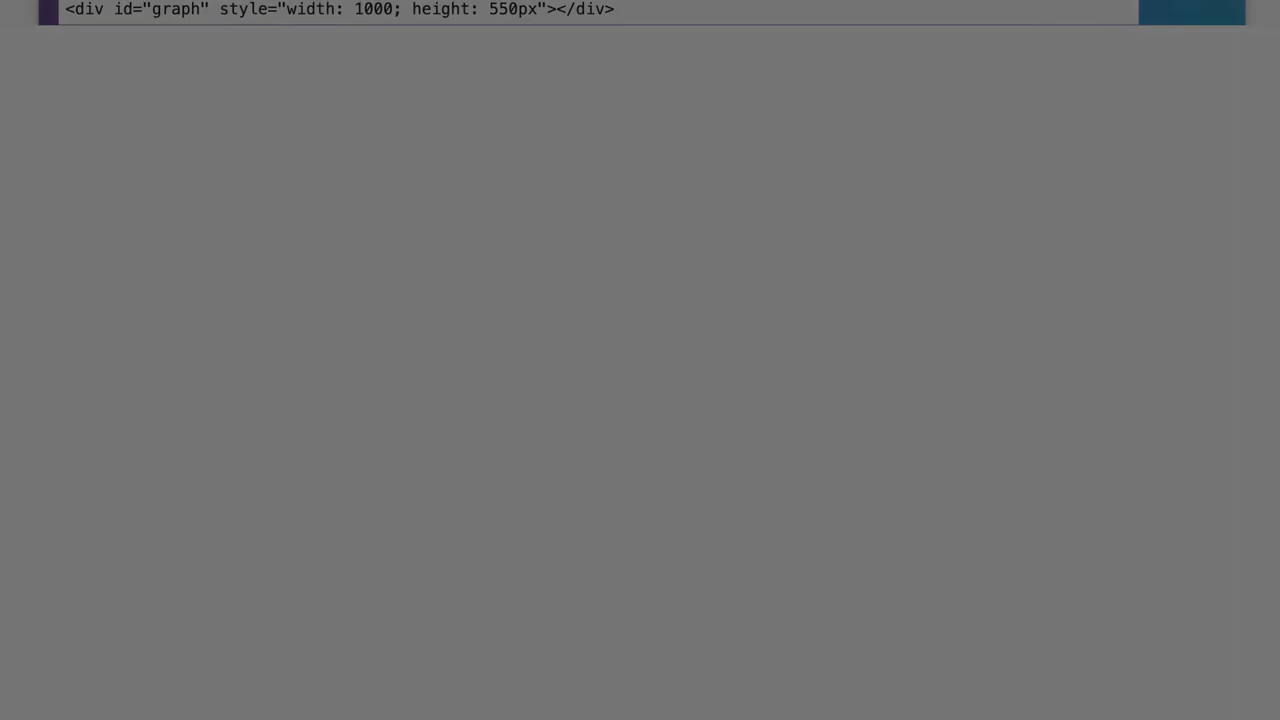 <div id="graph" style="width: 1000; height: 550px"></div>